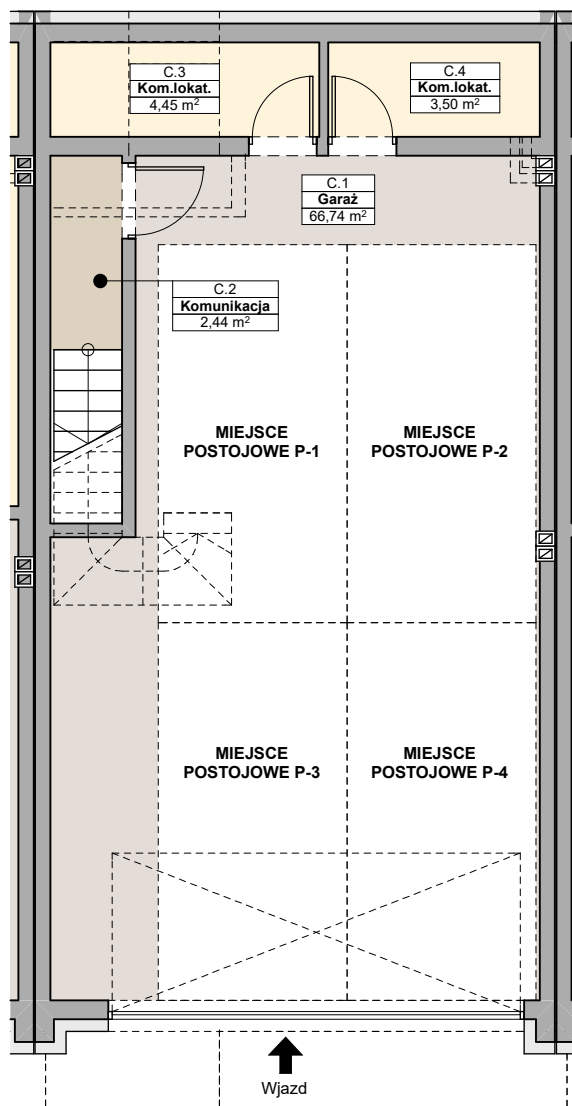 C.3
Kom.lokat.
4,45 m²
C.4
Kom.lokat.
3,50 m²
C.1
Garaż
66,74 m²
C.2
Komunikacja
2,44 m²
MIEJSCE
POSTOJOWE P-1
MIEJSCE
POSTOJOWE P-2
MIEJSCE
POSTOJOWE P-3
MIEJSCE
POSTOJOWE P-4
Wjazd